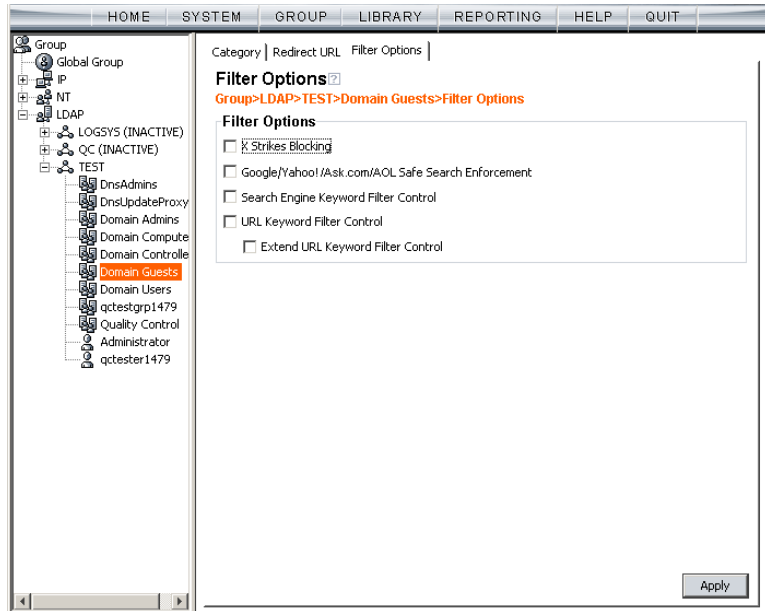 HOME SYSTEM GROUP LIBRARY REPORTING HELP QUIT
Group
Global Group
IP
NT
LDAP
LOGSYS (INACTIVE)
QC (INACTIVE)
TEST
DnsAdmins
DnsUpdateProxy
Domain Admins
Domain Compute
Domain Controlle
Domain Guests
Domain Users
qctestgrp1479
Quality Control
Administrator
qctester1479
Category Redirect URL Filter Options
Filter Options?
Group>LDAP>TEST>Domain Guests>Filter Options
Filter Options
X Strikes Blocking
Google/Yahoo!/Ask.com/AOL Safe Search Enforcement
Search Engine Keyword Filter Control
URL Keyword Filter Control
Extend URL Keyword Filter Control
Apply